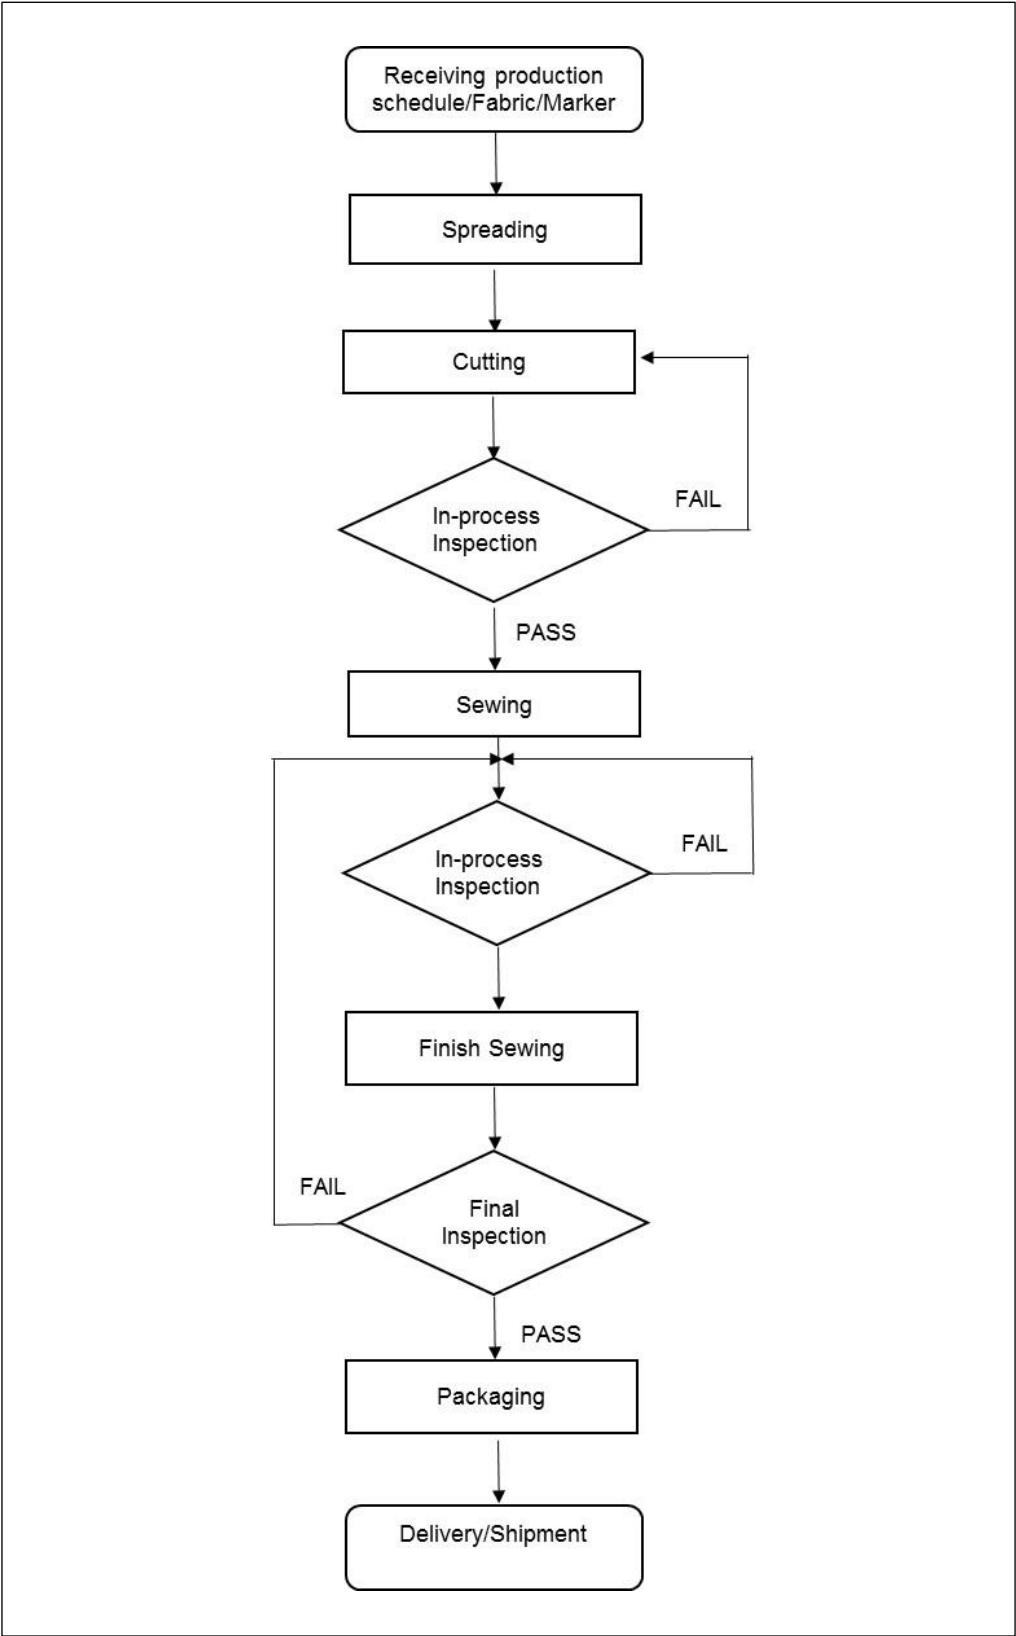 Receiving production
schedule/Fabric/Marker
Spreading
Cutting
FAIL
In-process
Inspection
PASS
Sewing
FAIL
In-process
Inspection
Finish Sewing
FAIL
Final
Inspection
PASS
Packaging
Delivery/Shipment